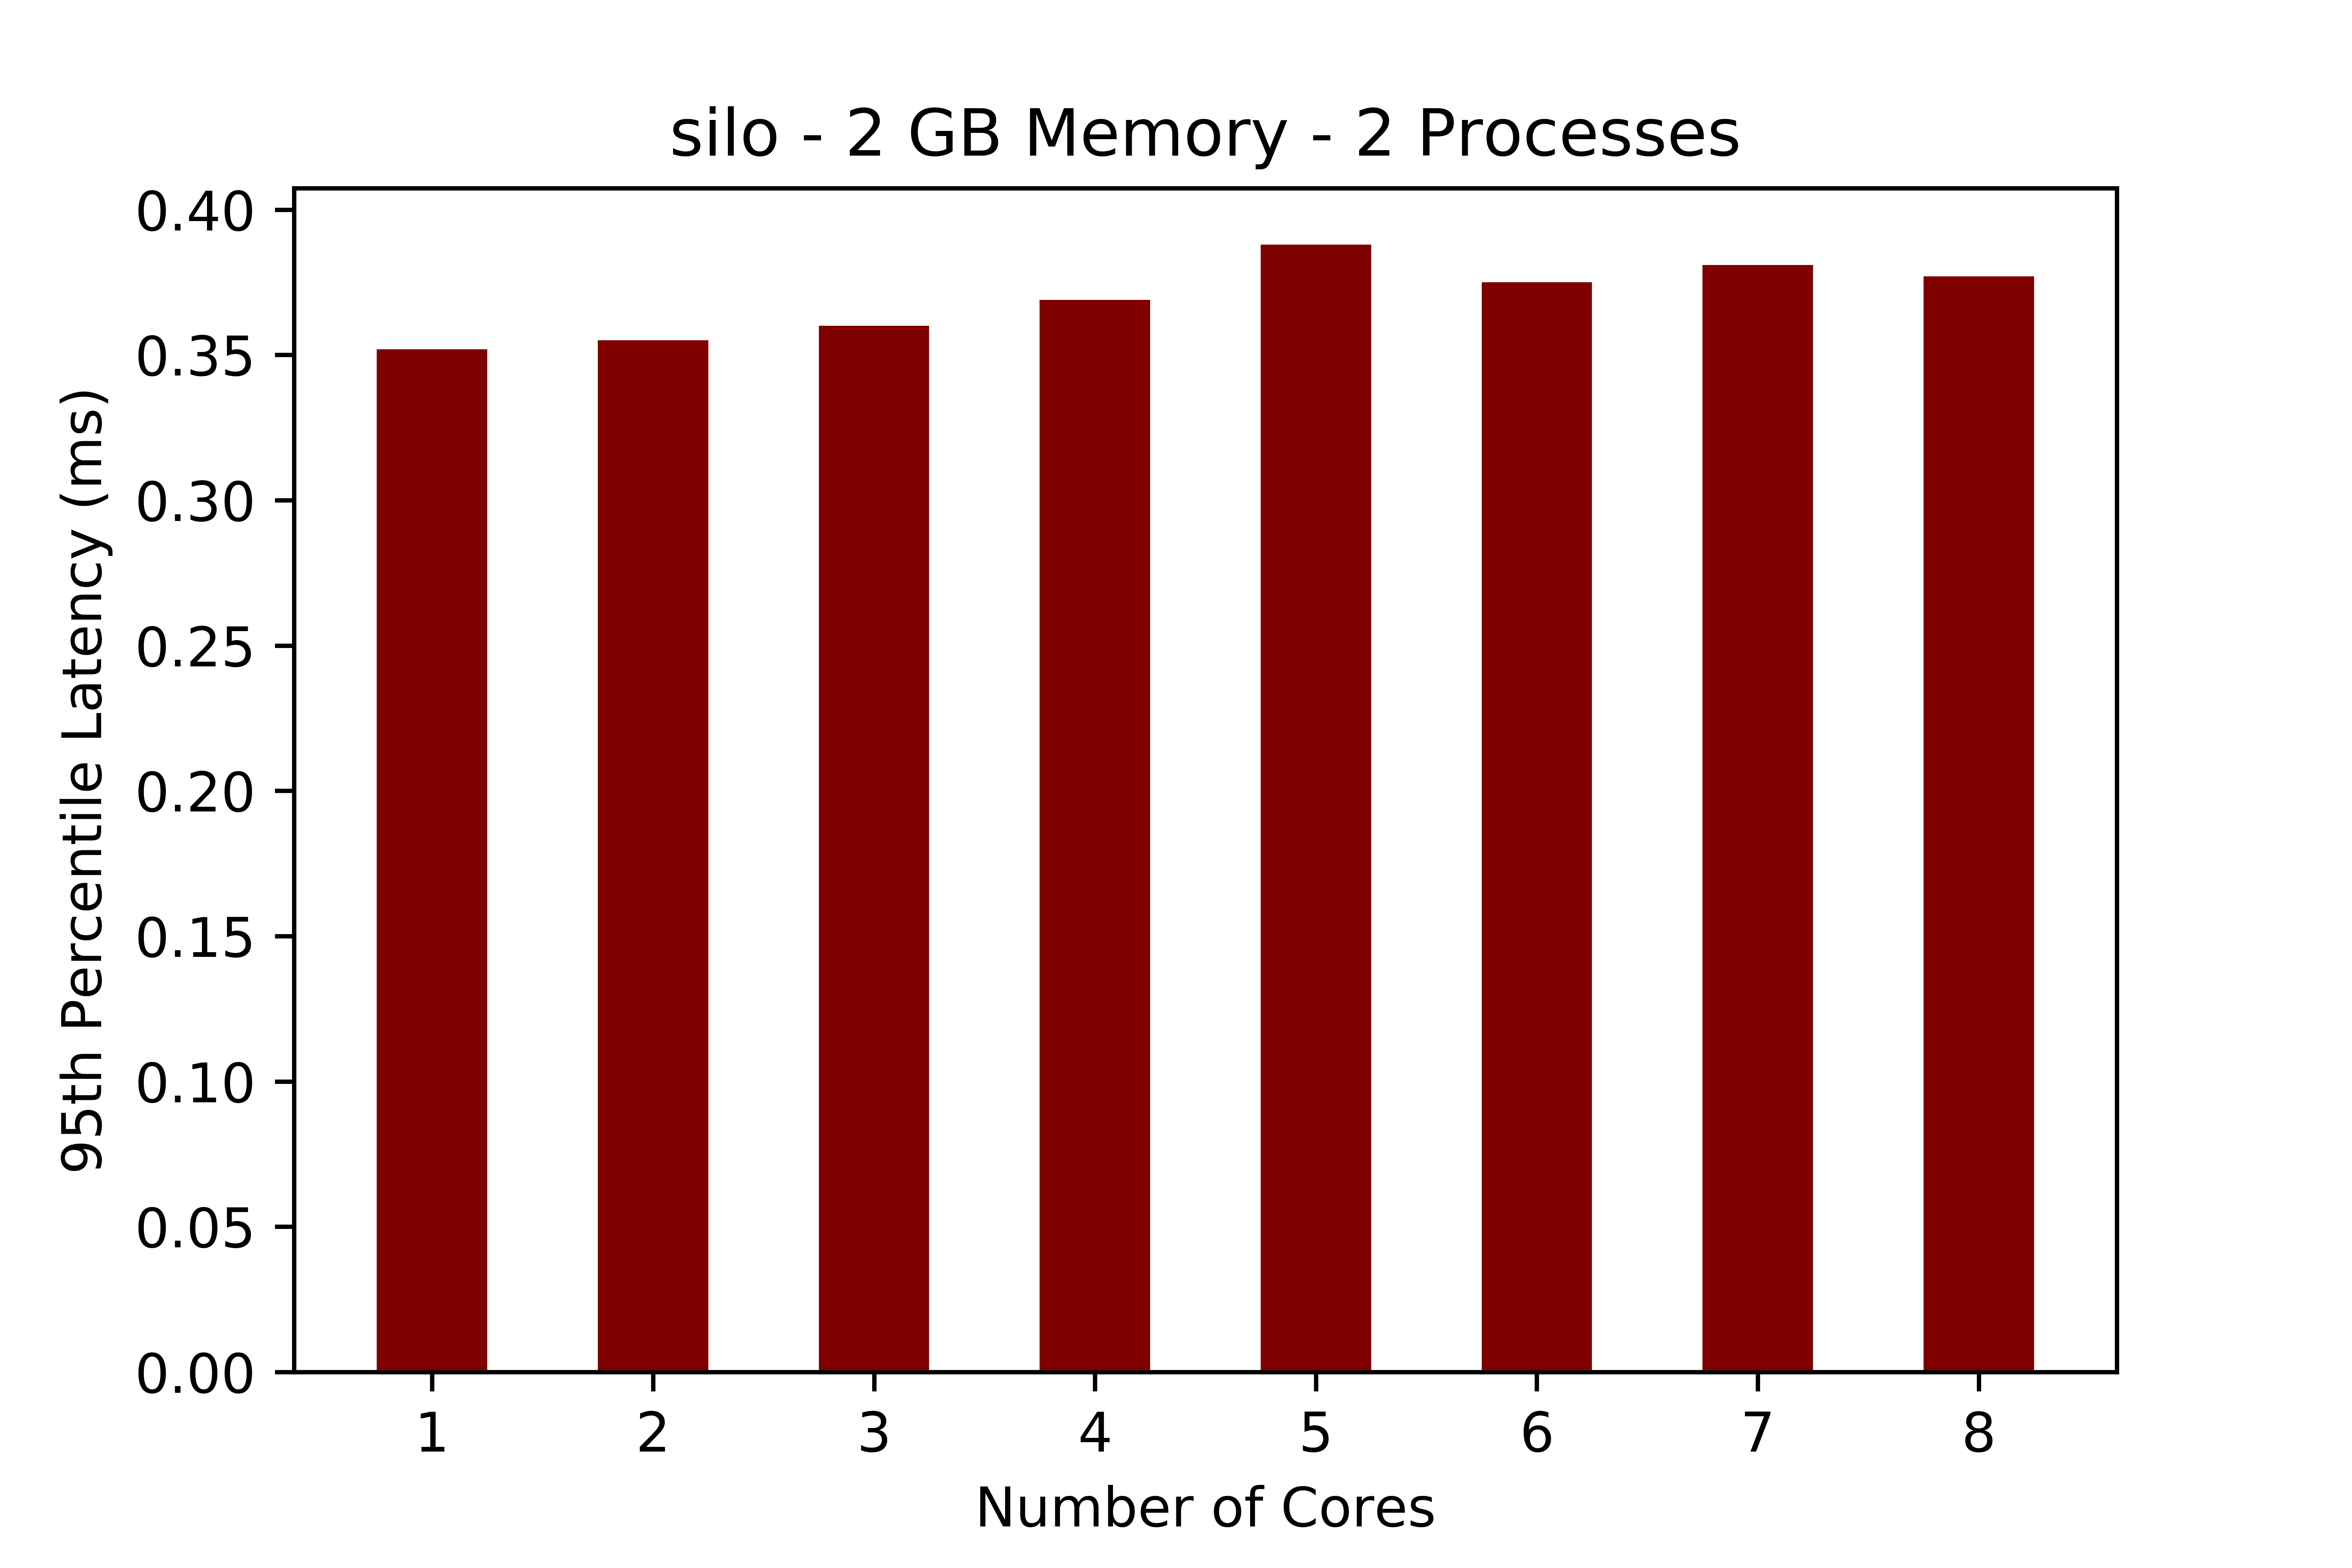 silo - 2 GB Memory - 2 Processes
95th Percentile Latency (ms)
0.40
0.35
0.30
0.25
0.20
0.15
0.10
0.05
0.00
1 2 3 4 5 6 7 8
Number of Cores